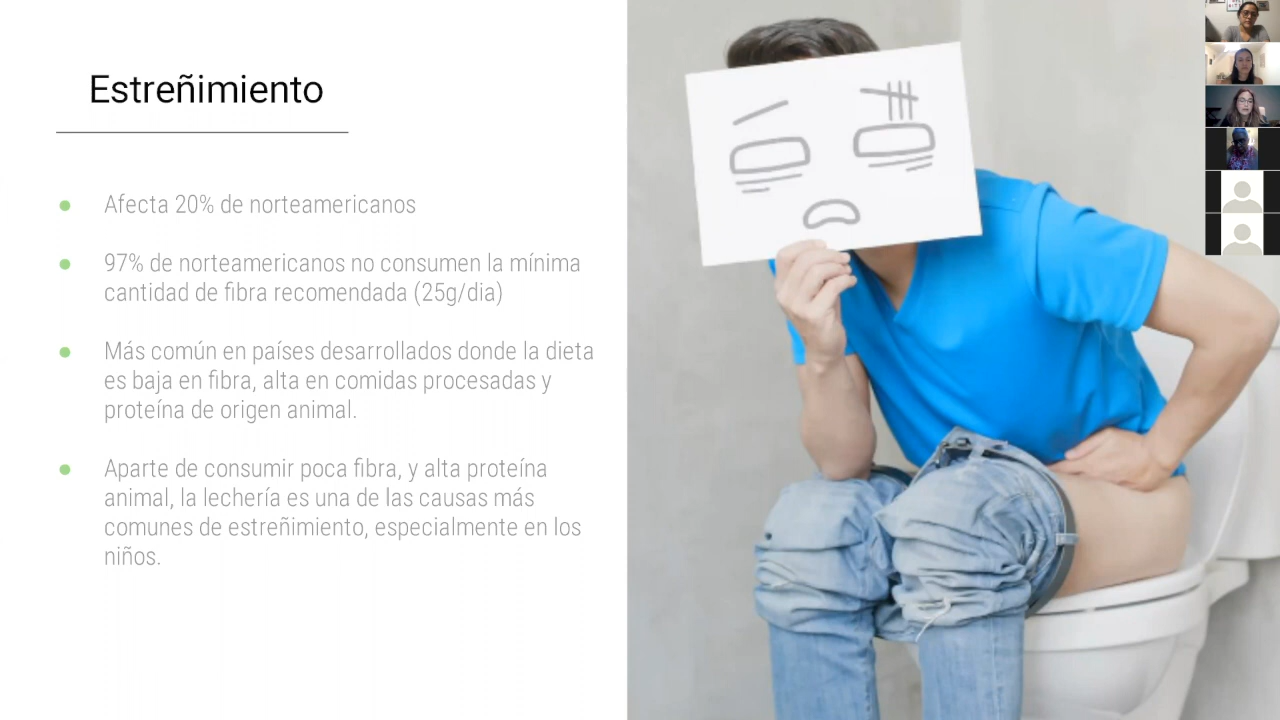 Estreñimiento
Afecta 20% de norteamericanos
97% de norteamericanos no consumen la mínima
cantidad de fibra recomendada (25g/dia)
Más común en países desarrollados donde la dieta
es baja en fibra, alta en comidas procesadas y
proteína de origen animal.
Aparte de consumir poca fibra, y alta proteína
animal, la lechería es una de las causas más
comunes de estreñimiento, especialmente en los
niños.